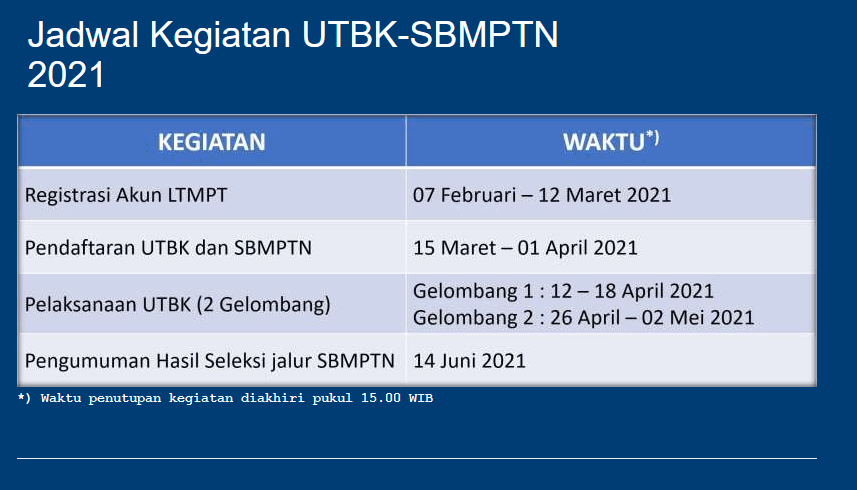 Jadwal Kegiatan UTBK-SBMPTN
2021
KEGIATAN
WAKTU*)
Registrasi Akun LTMPT
07 Februari – 12 Maret 2021
Pendaftaran UTBK dan SBMPTN
15 Maret – 01 April 2021
Pelaksanaan UTBK (2 Gelombang)
Gelombang 1 : 12 – 18 April 2021
Gelombang 2 : 26 April – 02 Mei 2021
Pengumuman Hasil Seleksi jalur SBMPTN
14 Juni 2021
*) Waktu penutupan kegiatan diakhiri pukul 15.00 WIB